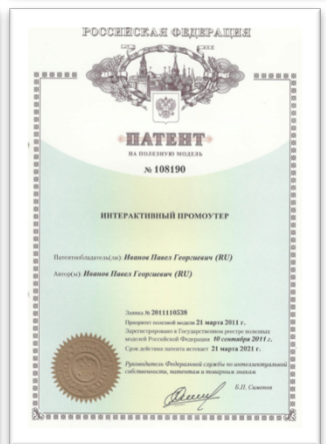 РОССИЙСКАЯ ФЕДЕРАЦИЯ
ПАТЕНТ
НА ПОЛЕЗНУЮ МОДЕЛЬ
№ 108190
ИНТЕРАКТИВНЫЙ ПРОМОУТЕР
Патентообладатель(ли): Иванов Павел Георгиевич (RU)
Автор(ы): Иванов Павел Георгиевич (RU)
Заявка № 2011110538
Приоритет полезной модели 21 марта 2011 г.
Зарегистрировано в Государственном реестре полезных
моделей Российской Федерации 10 сентября 2011 г.
Срок действия патента истекает 21 марта 2021 г.
Руководитель Федеральной службы по интеллектуальной
собственности, патентам и товарным знакам
Б.П. Симонов